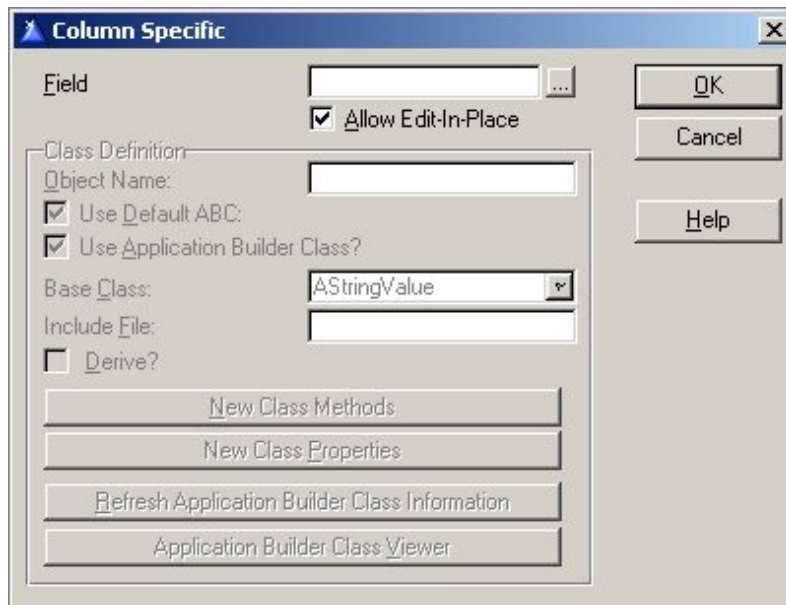 Column Specific
Field
...
OK
Allow Edit-In-Place
Cancel
Class Definition
Object Name:
Use Default ABC:
Help
Use Application Builder Class?
Base Class:
AStringValue
Include File:
Derive?
New Class Methods
New Class Properties
Refresh Application Builder Class Information
Application Builder Class Viewer